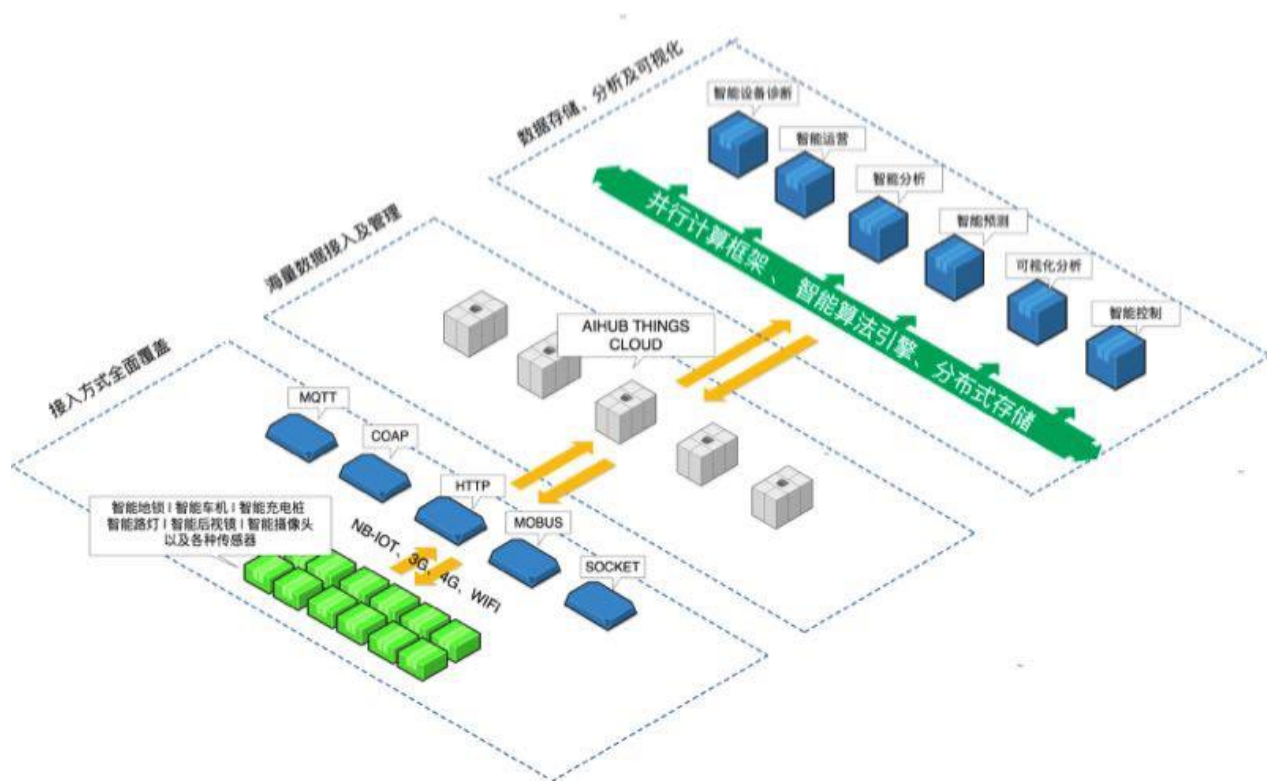 数据存储、分析及可视化
智能设备诊断
智能运营
智能分析
智能预测
可视化分析
智能控制
并行计算框架、智能算法引擎、分布式存储
海量数据接入及管理
AIHUB THINGS
CLOUD
接入方式全面覆盖
MQTT
COAP
HTTP
MOBUS
SOCKET
智能地锁 | 智能车机 | 智能充电桩
智能路灯 | 智能后视镜 | 智能摄像头
以及各种传感器
NB-IOT、3G、4G、WIFI